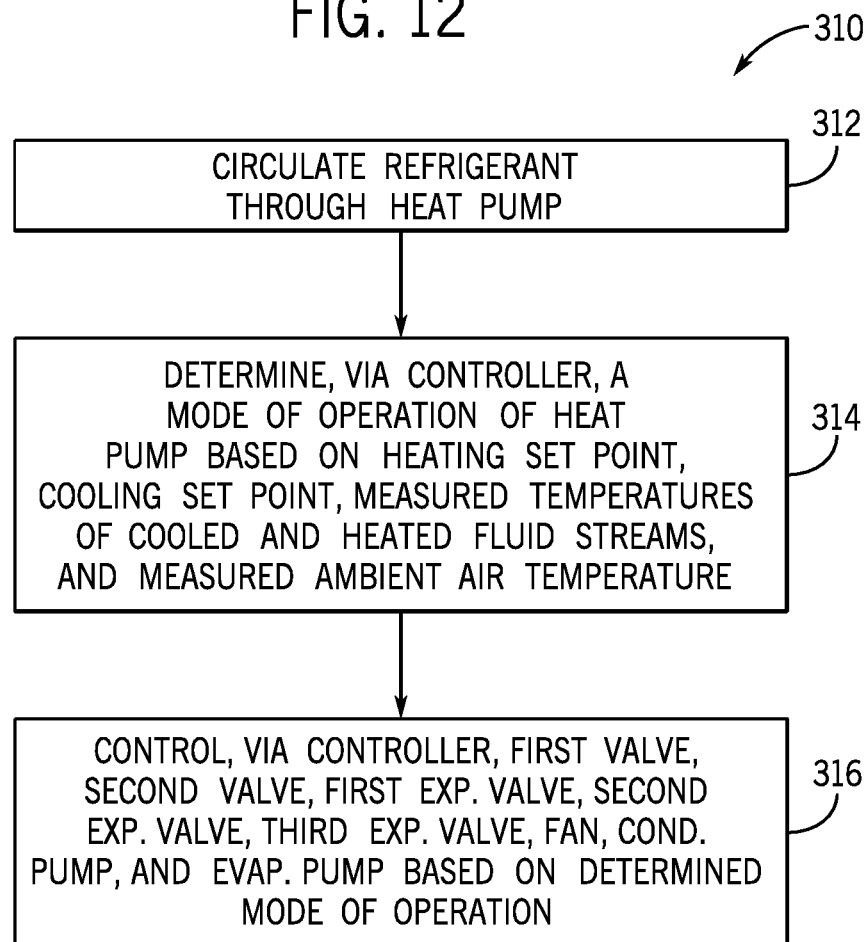 FIG. 12
310
312
CIRCULATE REFRIGERANT
THROUGH HEAT PUMP
314
DETERMINE, VIA CONTROLLER, A
MODE OF OPERATION OF HEAT
PUMP BASED ON HEATING SET POINT,
COOLING SET POINT, MEASURED TEMPERATURES
OF COOLED AND HEATED FLUID STREAMS,
AND MEASURED AMBIENT AIR TEMPERATURE
316
CONTROL, VIA CONTROLLER, FIRST VALVE,
SECOND VALVE, FIRST EXP. VALVE, SECOND
EXP. VALVE, THIRD EXP. VALVE, FAN, COND.
PUMP, AND EVAP. PUMP BASED ON DETERMINED
MODE OF OPERATION